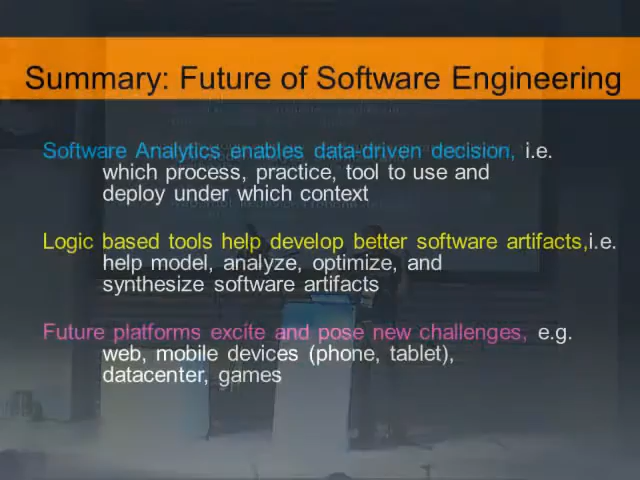 Summary: Future of Software Engineering
Software Analytics enables data-driven decision, i.e.
which process, practice, tool to use and
deploy under which context
Logic based tools help develop better software artifacts,i.e.
help model, analyze, optimize, and
synthesize software artifacts
Future platforms excite and pose new challenges, e.g.
web, mobile devices (phone, tablet),
datacenter, games